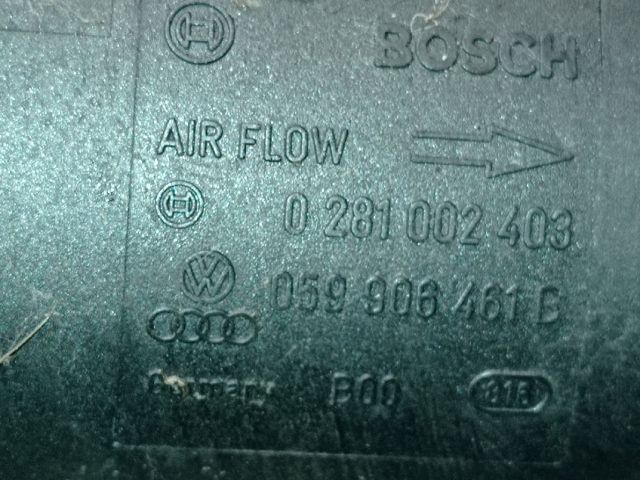 BOSCH
AIR FLOW
0 281 002 403
059 906 461 B
Germany B00